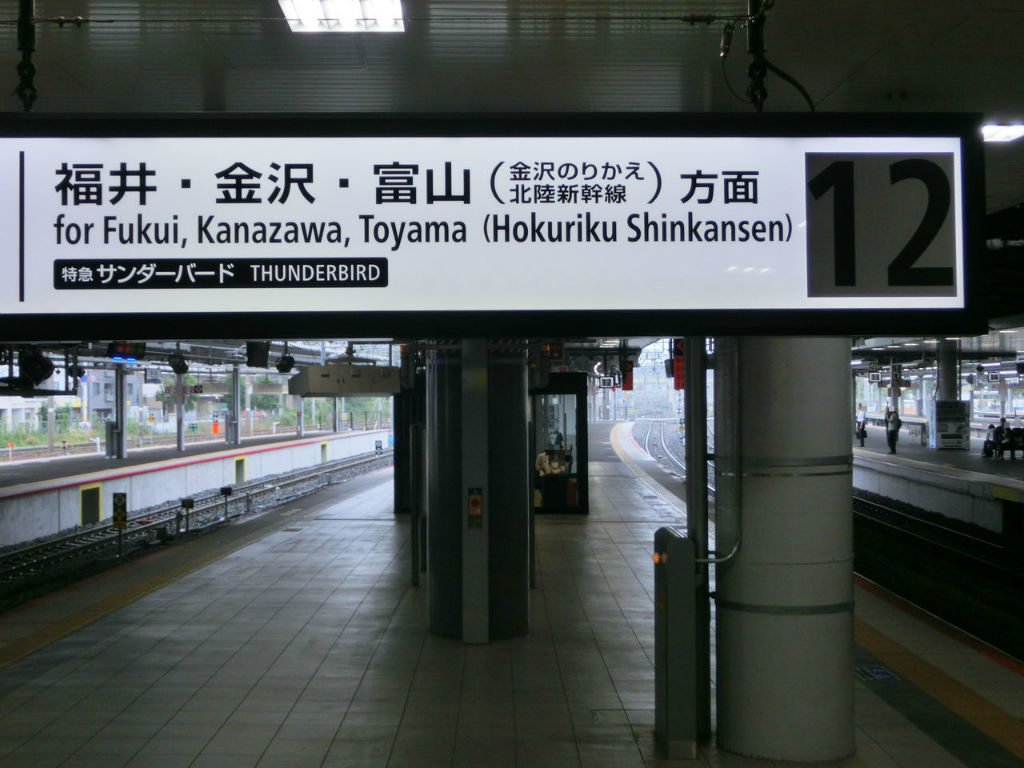 福井・金沢・富山（金沢のりかえ
北陸新幹線）方面
for Fukui, Kanazawa, Toyama (Hokuriku Shinkansen)
特急 サンダーバード THUNDERBIRD
12